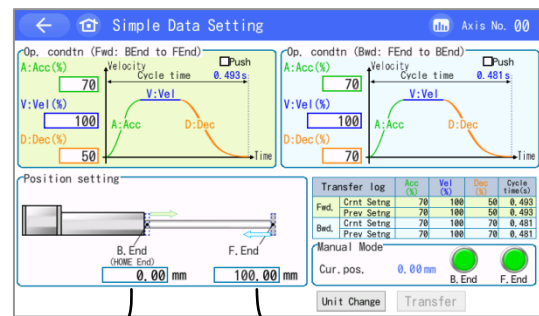 Simple Data Setting
Axis No. 00
Op. condtn (Fwd: BEnd to FEnd)
A:Acc(%)
70
V:Vel(%)
100
D:Dec(%)
50
Velocity
Push
Cycle time 0.493s
V:Vel
A:Acc
D:Dec
Time
Op. condtn (Bwd: FEnd to BEnd)
A:Acc(%)
70
V:Vel(%)
100
D:Dec(%)
70
Velocity
Push
Cycle time 0.481s
V:Vel
A:Acc
D:Dec
Time
Position setting
B. End
(HOME End)
0.00 mm
F. End
100.00 mm
Transfer log Acc (%) Vel (%) Dec (%) Cycle time(s)
Fwd. Crnt Setng 70 100 50 0.493
Prev Setng 70 100 50 0.493
Bwd. Crnt Setng 70 100 70 0.481
Prev Setng 70 100 70 0.481
Manual Mode
Cur. pos. 0.00 mm
B. End
F. End
Unit Change
Transfer